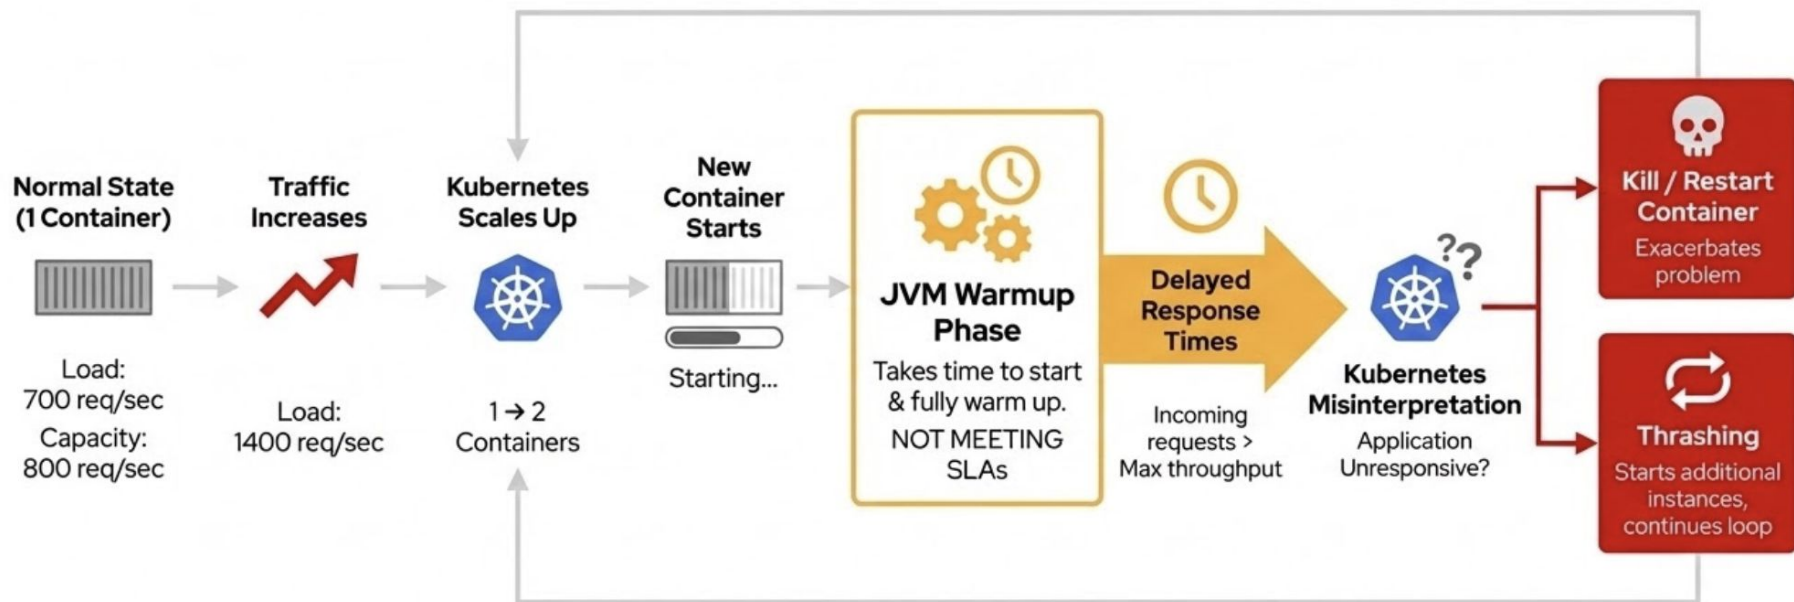 Normal State
(1 Container)
Load:
700 req/sec
Capacity:
800 req/sec
Traffic
Increases
Load:
1400 req/sec
Kubernetes
Scales Up
1 → 2
Containers
New
Container
Starts
Starting...
JVM Warmup
Phase
Takes time to start
& fully warm up.
NOT MEETING
SLAs
Delayed
Response
Times
Incoming
requests >
Max throughput
??
Kubernetes
Misinterpretation
Application
Unresponsive?
Kill / Restart
Container
Exacerbates
problem
Thrashing
Starts additional
instances,
continues loop